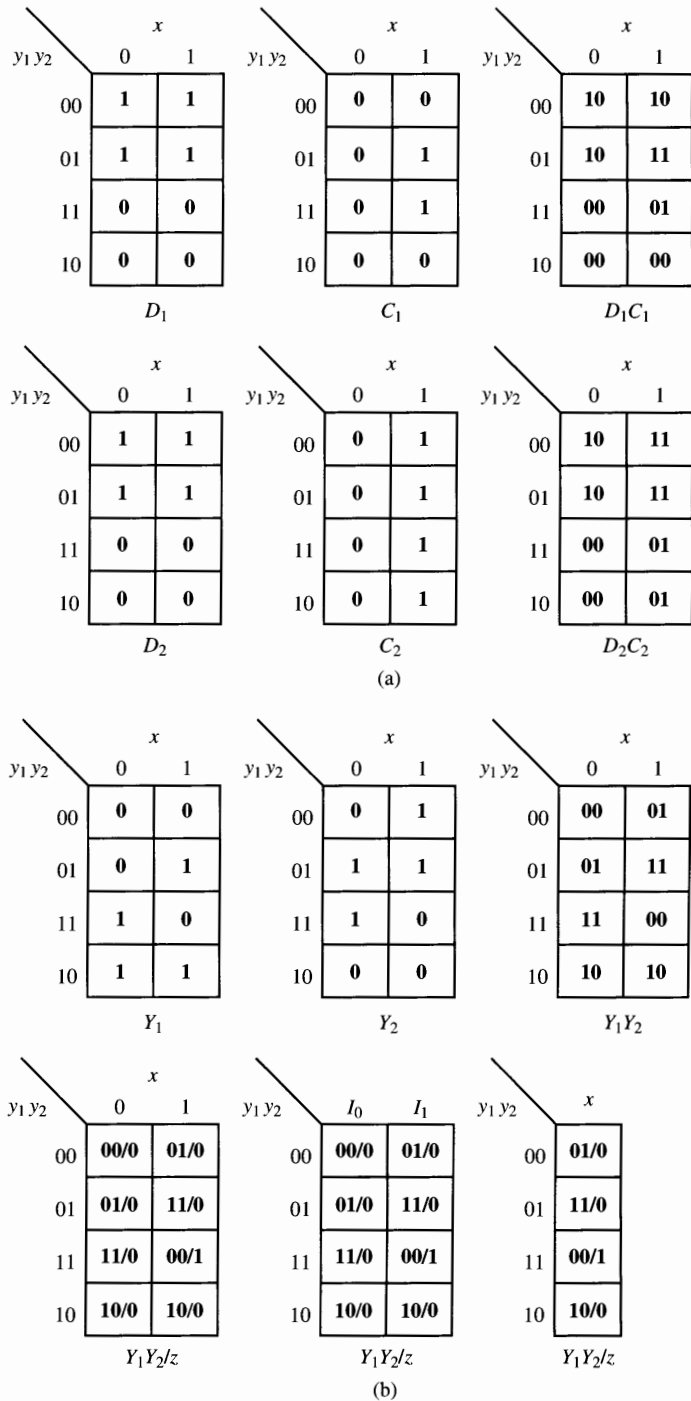 x x x
y₁ y₂ 0 1 y₁ y₂ 0 1 y₁ y₂ 0 1
00 1 1 00 0 0 00 10 10
01 1 1 01 0 1 01 10 11
11 0 0 11 0 1 11 00 01
10 0 0 10 0 0 10 00 00
D₁ C₁ D₁C₁
x x x
y₁ y₂ 0 1 y₁ y₂ 0 1 y₁ y₂ 0 1
00 1 1 00 0 1 00 10 11
01 1 1 01 0 1 01 10 11
11 0 0 11 0 1 11 00 01
10 0 0 10 0 1 10 00 01
D₂ C₂ D₂C₂
(a)
x x x
y₁ y₂ 0 1 y₁ y₂ 0 1 y₁ y₂ 0 1
00 0 0 00 0 1 00 00 01
01 0 1 01 1 1 01 01 11
11 1 0 11 1 0 11 11 00
10 1 1 10 0 0 10 10 10
Y₁ Y₂ Y₁Y₂
x
y₁ y₂ 0 1 y₁ y₂ I₀ I₁ y₁ y₂ x
00 00/0 01/0 00 00/0 01/0 00 01/0
01 01/0 11/0 01 01/0 11/0 01 11/0
11 11/0 00/1 11 11/0 00/1 11 00/1
10 10/0 10/0 10 10/0 10/0 10 10/0
Y₁Y₂/z Y₁Y₂/z Y₁Y₂/z
(b)